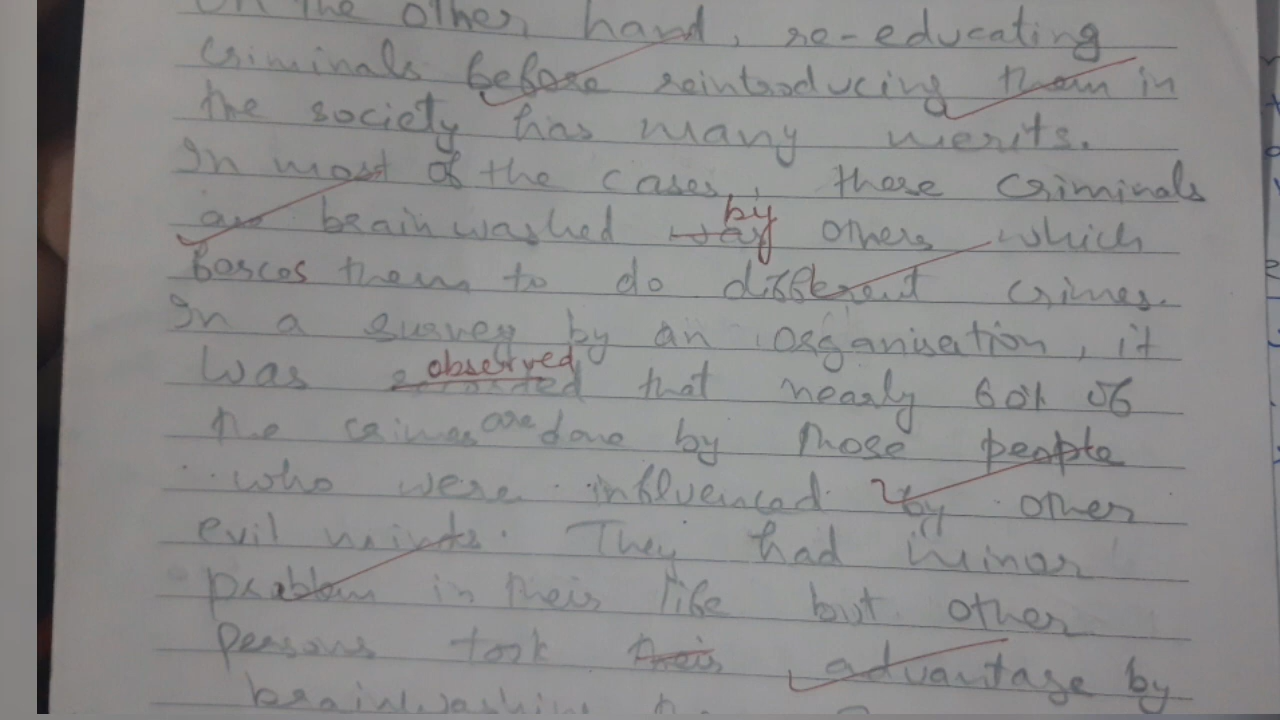 On the other hand, re-educating
criminals before reintroducing them in
the society has many merits.
In most of the cases, these criminals
are brainwashed by others which
forces them to do different crimes.
In a survey by an organisation, it
was observed that nearly 60% of
the crimes are done by those people
who were influenced by other
evil minds. They had minor
problem in their life but other
persons took their advantage by
brainwashing